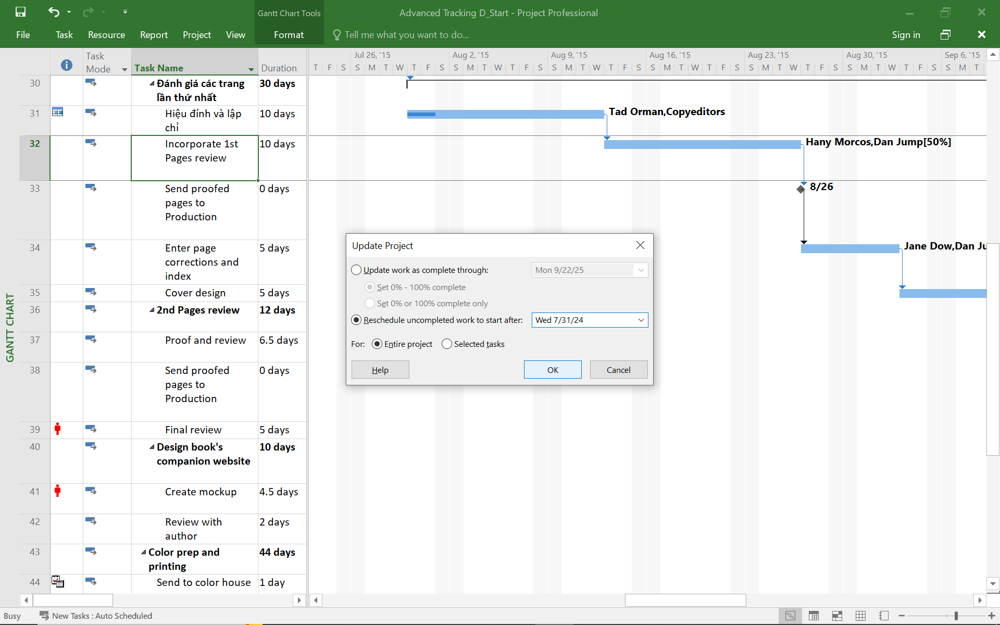 Gantt Chart Tools
Advanced Tracking D_Start - Project Professional
File Task Resource Report Project View Format Tell me what you want to do... Sign in
Task Mode Task Name Duration
Jul 26, '15 Aug 2, '15 Aug 9, '15 Aug 16, '15 Aug 23, '15 Aug 30, '15 Sep 6, '15
T F S S M T W T F S S M T W T F S S M T W T F S S M T W T F S S M T W T F S S M T W T F S S M T
30 Đánh giá các trang 30 days
lần thứ nhất
31 Hiệu đính và lập 10 days Tad Orman,Copyeditors
chỉ
32 Incorporate 1st 10 days Hany Morcos,Dan Jump[50%]
Pages review
33 Send proofed 0 days 8/26
pages to
Production
34 Enter page 5 days Jane Dow,Dan Ju
corrections and
index
35 Cover design 5 days
36 2nd Pages review 12 days
37 Proof and review 6.5 days
38 Send proofed 0 days
pages to
Production
39 Final review 5 days
40 Design book's 10 days
companion website
41 Create mockup 4.5 days
42 Review with 2 days
author
43 Color prep and 44 days
printing
44 Send to color house 1 day
GANTT CHART
Update Project
Update work as complete through: Mon 9/22/25
Set 0% - 100% complete
Set 0% or 100% complete only
Reschedule uncompleted work to start after: Wed 7/31/24
For: Entire project Selected tasks
Help OK Cancel
Busy New Tasks : Auto Scheduled